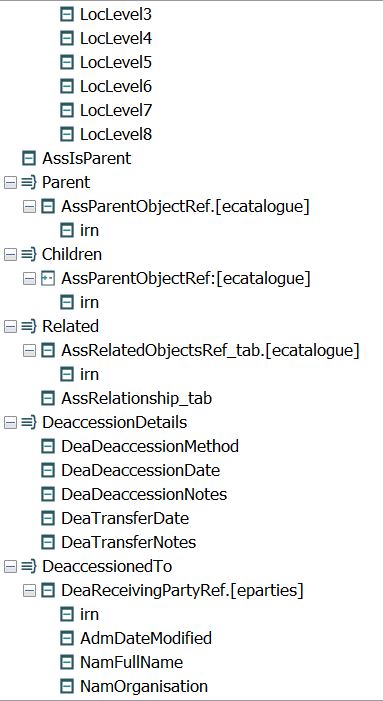 LocLevel3
LocLevel4
LocLevel5
LocLevel6
LocLevel7
LocLevel8
AssIsParent
Parent
AssParentObjectRef.[ecatalogue]
irn
Children
AssParentObjectRef:[ecatalogue]
irn
Related
AssRelatedObjectsRef_tab.[ecatalogue]
irn
AssRelationship_tab
DeaccessionDetails
DeaDeaccessionMethod
DeaDeaccessionDate
DeaDeaccessionNotes
DeaTransferDate
DeaTransferNotes
DeaccessionedTo
DeaReceivingPartyRef.[eparties]
irn
AdmDateModified
NamFullName
NamOrganisation